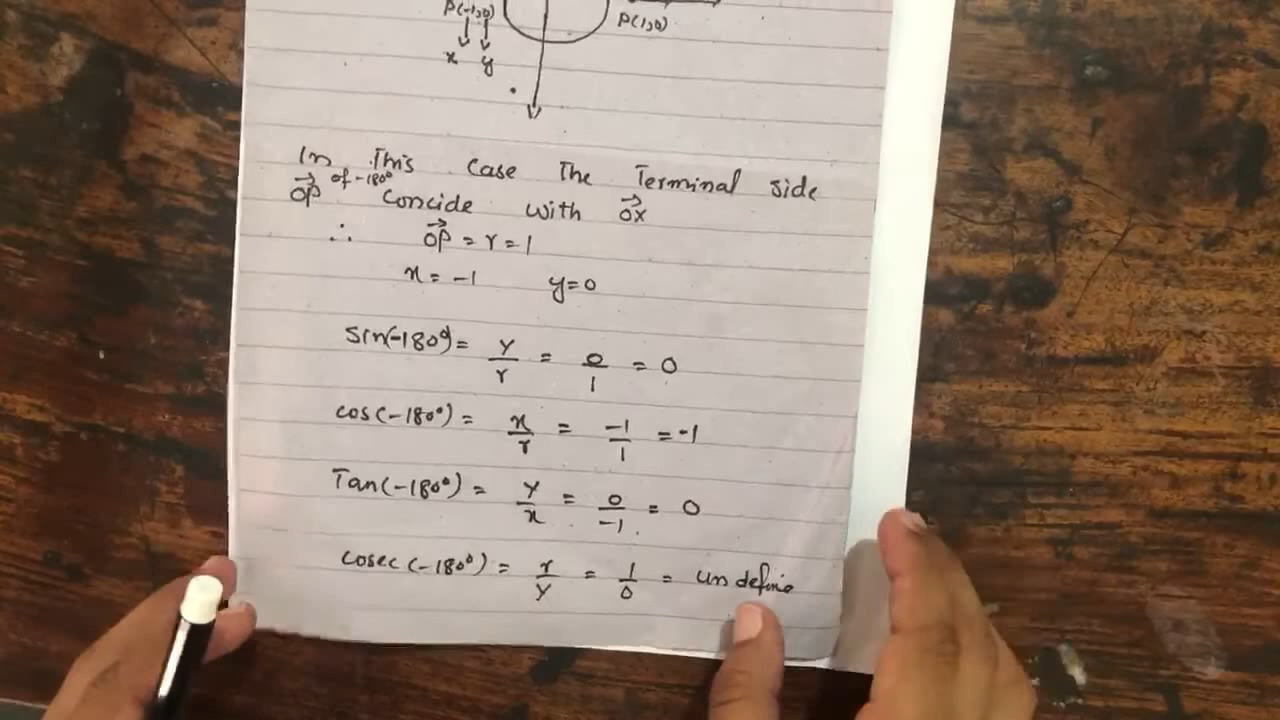 P(-1,0)
P(1,0)
x y
In This Case The Terminal side
OP of -180° Concide with OX
∴ OP = r = 1
x = -1 y=0
Sin(-180°) = y/r = 0/1 = 0
cos(-180°) = x/r = -1/1 = -1
Tan(-180°) = y/x = 0/-1 = 0
cosec(-180°) = r/y = 1/0 = undefine